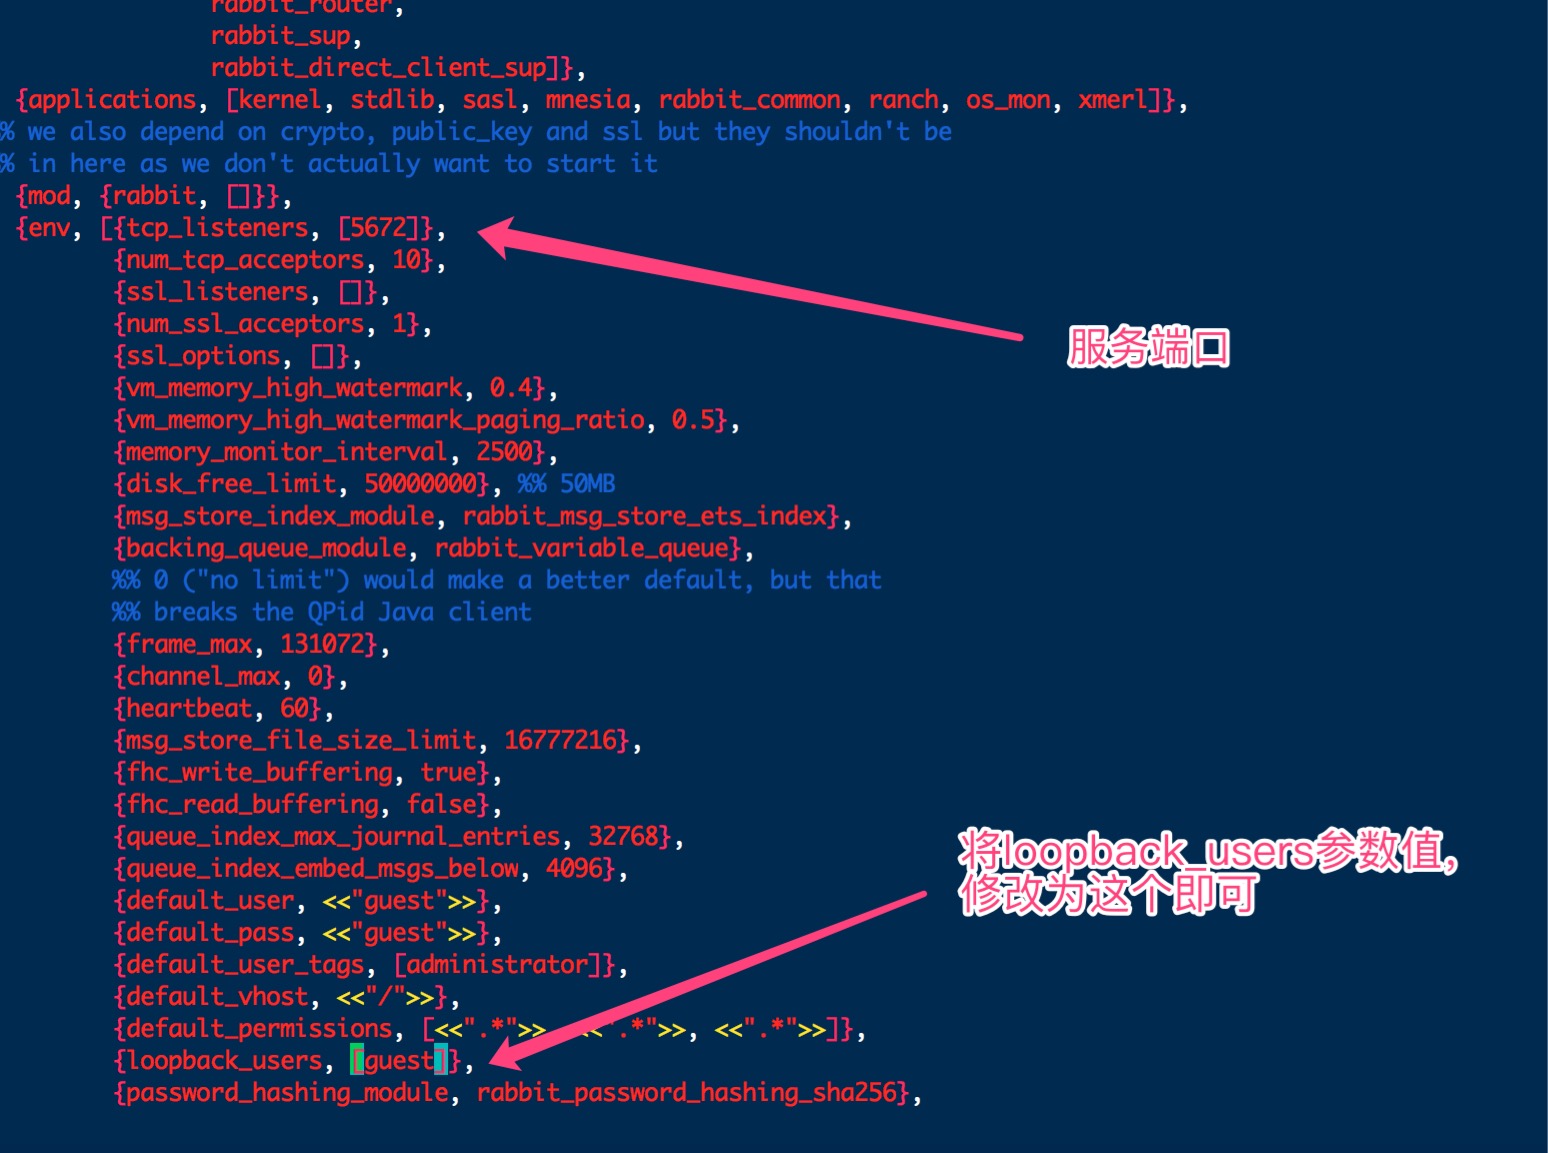 rabbit_router,
rabbit_sup,
rabbit_direct_client_sup]},
{applications, [kernel, stdlib, sasl, mnesia, rabbit_common, ranch, os_mon, xmerl]},
% we also depend on crypto, public_key and ssl but they shouldn't be
% in here as we don't actually want to start it
{mod, {rabbit, []}},
{env, [{tcp_listeners, [5672]},
{num_tcp_acceptors, 10},
{ssl_listeners, []},
{num_ssl_acceptors, 1},
服务端口
{ssl_options, []},
{vm_memory_high_watermark, 0.4},
{vm_memory_high_watermark_paging_ratio, 0.5},
{memory_monitor_interval, 2500},
{disk_free_limit, 50000000}, %% 50MB
{msg_store_index_module, rabbit_msg_store_ets_index},
{backing_queue_module, rabbit_variable_queue},
%% 0 ("no limit") would make a better default, but that
%% breaks the QPid Java client
{frame_max, 131072},
{channel_max, 0},
{heartbeat, 60},
{msg_store_file_size_limit, 16777216},
{fhc_write_buffering, true},
{fhc_read_buffering, false},
{queue_index_max_journal_entries, 32768},
{queue_index_embed_msgs_below, 4096},
将loopback_users参数值,
修改为这个即可
{default_user, <<"guest">>},
{default_pass, <<"guest">>},
{default_user_tags, [administrator]},
{default_vhost, <<"/">>},
{default_permissions, [<<".*">>, <<".*">>, <<".*">>]},
{loopback_users, [guest]},
{password_hashing_module, rabbit_password_hashing_sha256},